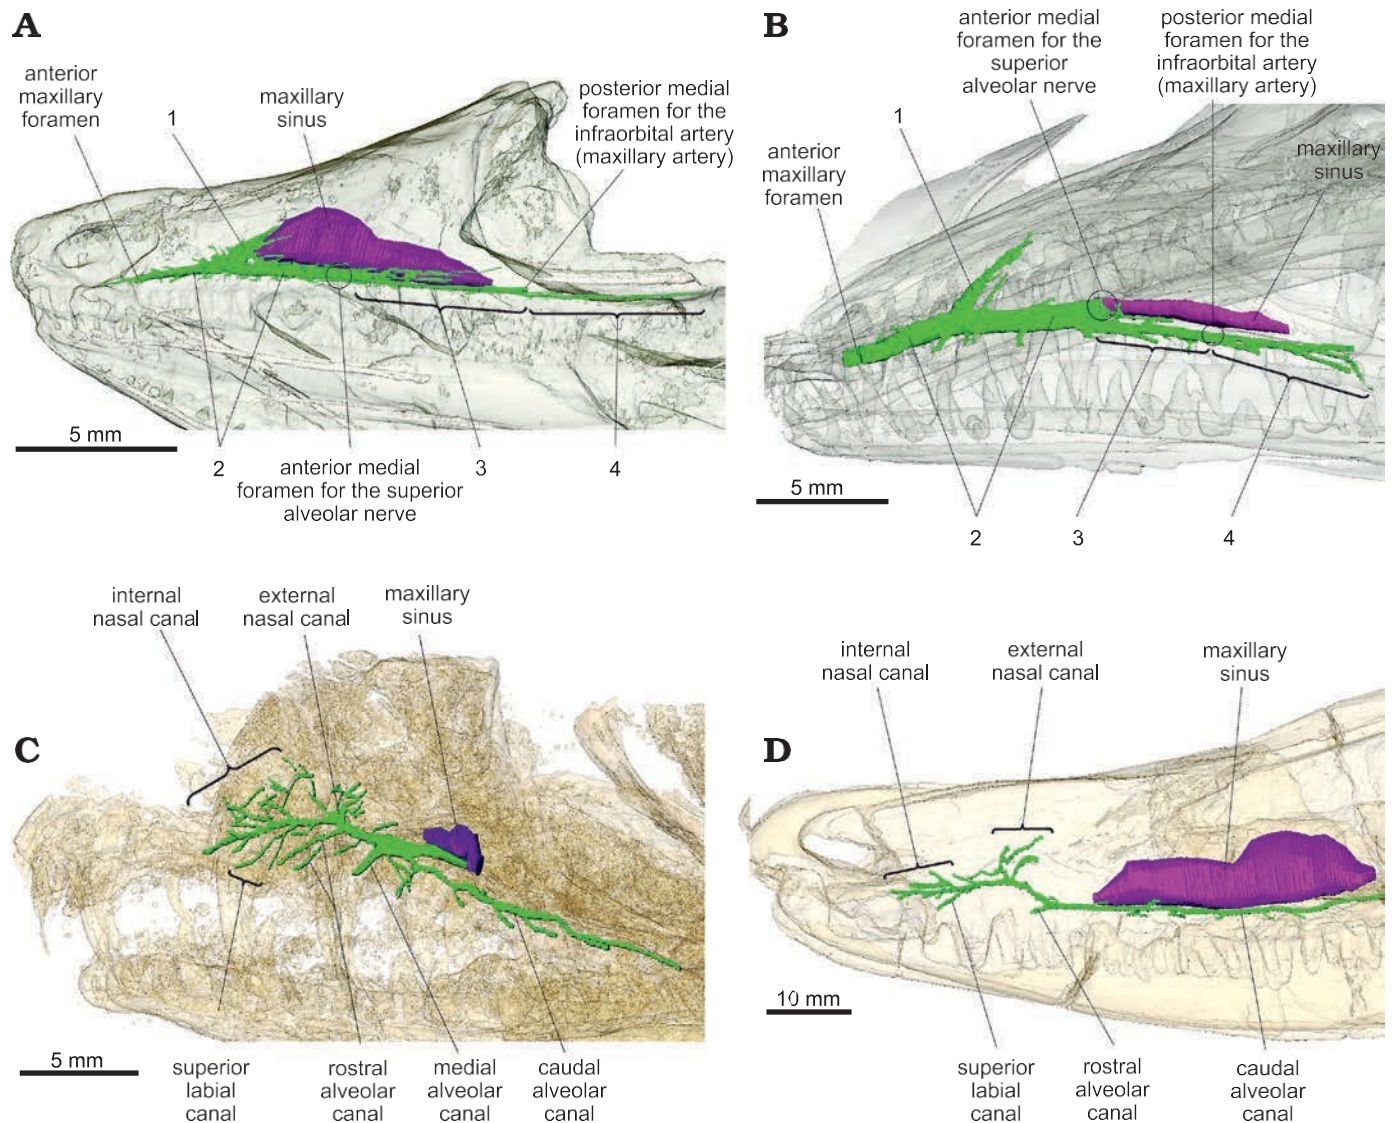 A
anterior
maxillary
foramen
1
maxillary
sinus
posterior medial
foramen for the
infraorbital artery
(maxillary artery)
5 mm
2
anterior medial
foramen for the superior
alveolar nerve
3
4
B
anterior medial
foramen for the
superior
alveolar nerve
posterior medial
foramen for the
infraorbital artery
(maxillary artery)
1
anterior
maxillary
foramen
maxillary
sinus
5 mm
2
3
4
C
internal
nasal canal
external
nasal canal
maxillary
sinus
5 mm
superior
labial
canal
rostral
alveolar
canal
medial
alveolar
canal
caudal
alveolar
canal
D
internal
nasal canal
external
nasal canal
maxillary
sinus
10 mm
superior
labial
canal
rostral
alveolar
canal
caudal
alveolar
canal